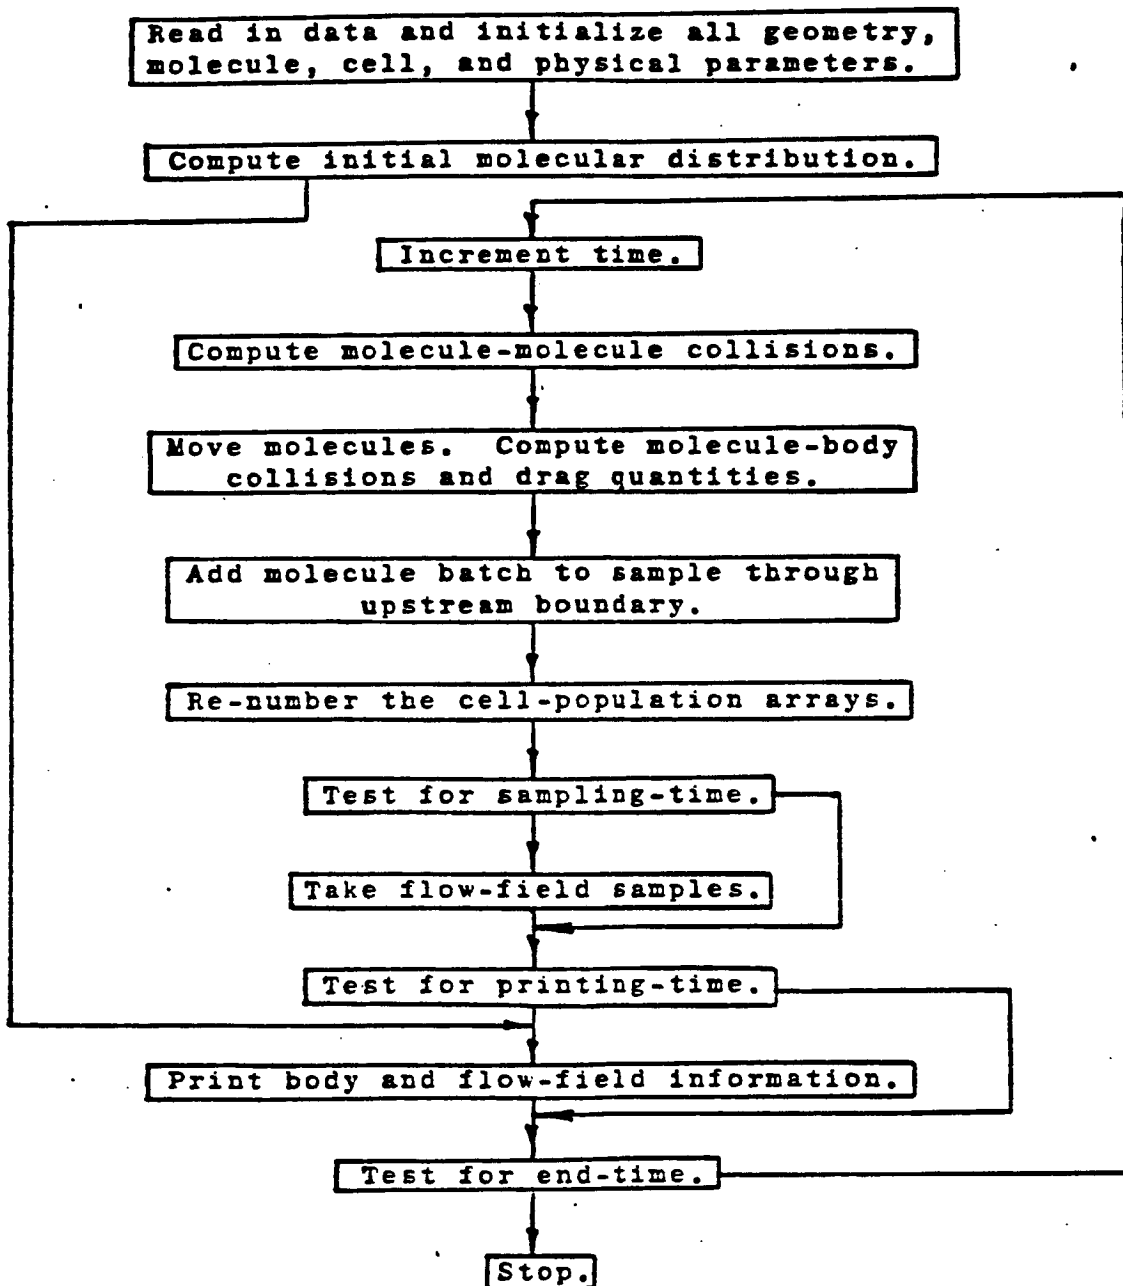 Read in data and initialize all geometry,
molecule, cell, and physical parameters.
Compute initial molecular distribution.
Increment time.
Compute molecule-molecule collisions.
Move molecules. Compute molecule-body
collisions and drag quantities.
Add molecule batch to sample through
upstream boundary.
Re-number the cell-population arrays.
Test for sampling-time.
Take flow-field samples.
Test for printing-time.
Print body and flow-field information.
Test for end-time.
Stop.